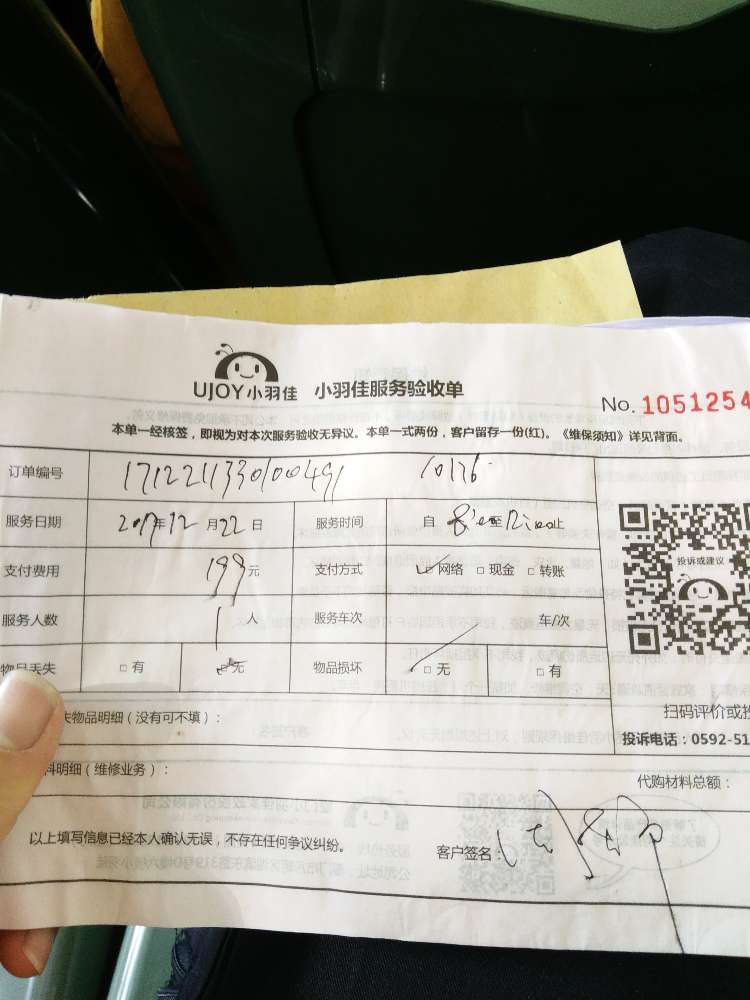 UJOY小羽佳 小羽佳服务验收单
No. 1051254
本单一经核签，即视为对本次服务验收无异议。本单一式两份，客户留存一份(红)。《维保须知》详见背面。
订单编号 1712211330100491 10176
服务日期 2017年12月22日 服务时间 自 8:00至 止
支付费用 199元 支付方式 网络 □现金 □转账
投诉或建议
服务人数 1人 服务车次 车/次
物品丢失 □有 □无 物品损坏 □无 □有
失物品明细（没有可不填）：
扫码评价或投
投诉电话：0592-51
料明细（维修业务）：
代购材料总额：
以上填写信息已经本人确认无误，不存在任何争议纠纷。 客户签名：